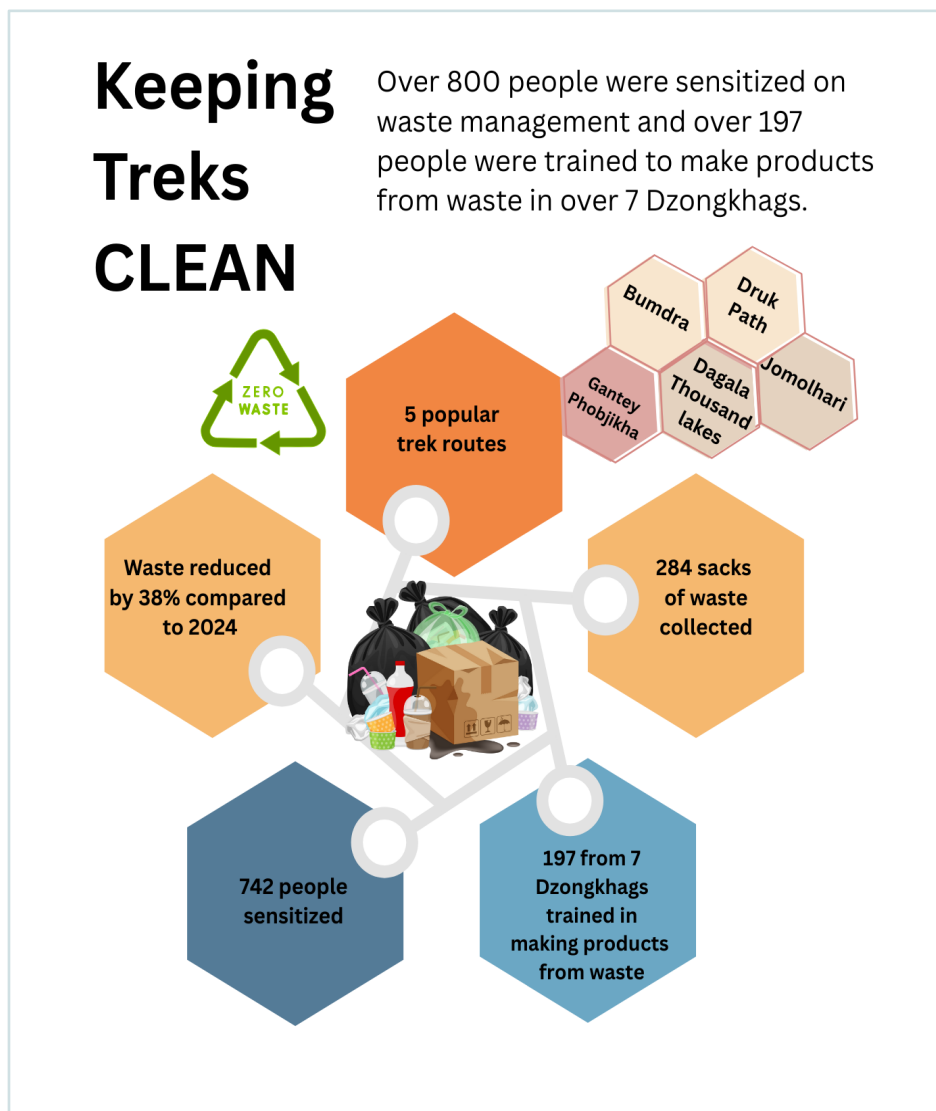 Keeping
Treks
CLEAN
Over 800 people were sensitized on
waste management and over 197
people were trained to make products
from waste in over 7 Dzongkhags.
Bumdra
Druk
Path
Gantey
Phobjikha
Dagala
Thousand
lakes
Jomolhari
ZERO
WASTE
5 popular
trek routes
Waste reduced
by 38% compared
to 2024
284 sacks
of waste
collected
742 people
sensitized
197 from 7
Dzongkhags
trained in
making products
from waste